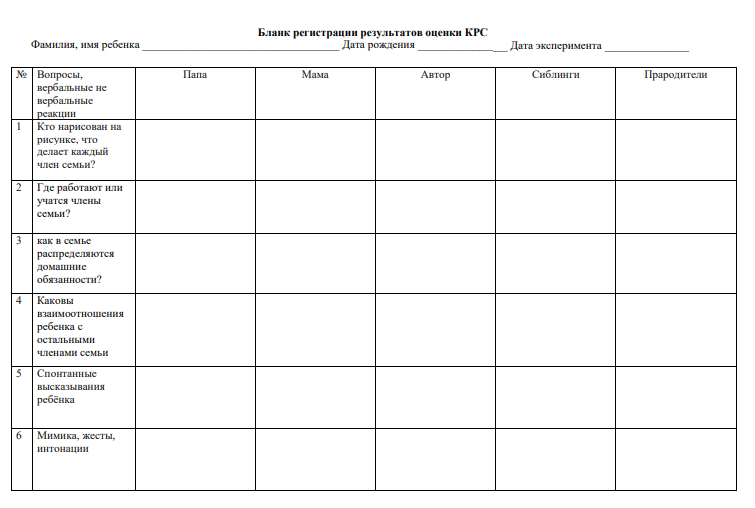 Бланк регистрации результатов оценки КРС
Фамилия, имя ребенка ___________________________________ Дата рождения ________________ Дата эксперимента _______________
№ Вопросы, Папа Мама Автор Сиблинги Прародители
вербальные не
вербальные
реакции
1 Кто нарисован на
рисунке, что
делает каждый
член семьи?
2 Где работают или
учатся члены
семьи?
3 как в семье
распределяются
домашние
обязанности?
4 Каковы
взаимоотношения
ребенка с
остальными
членами семьи
5 Спонтанные
высказывания
ребёнка
6 Мимика, жесты,
интонации